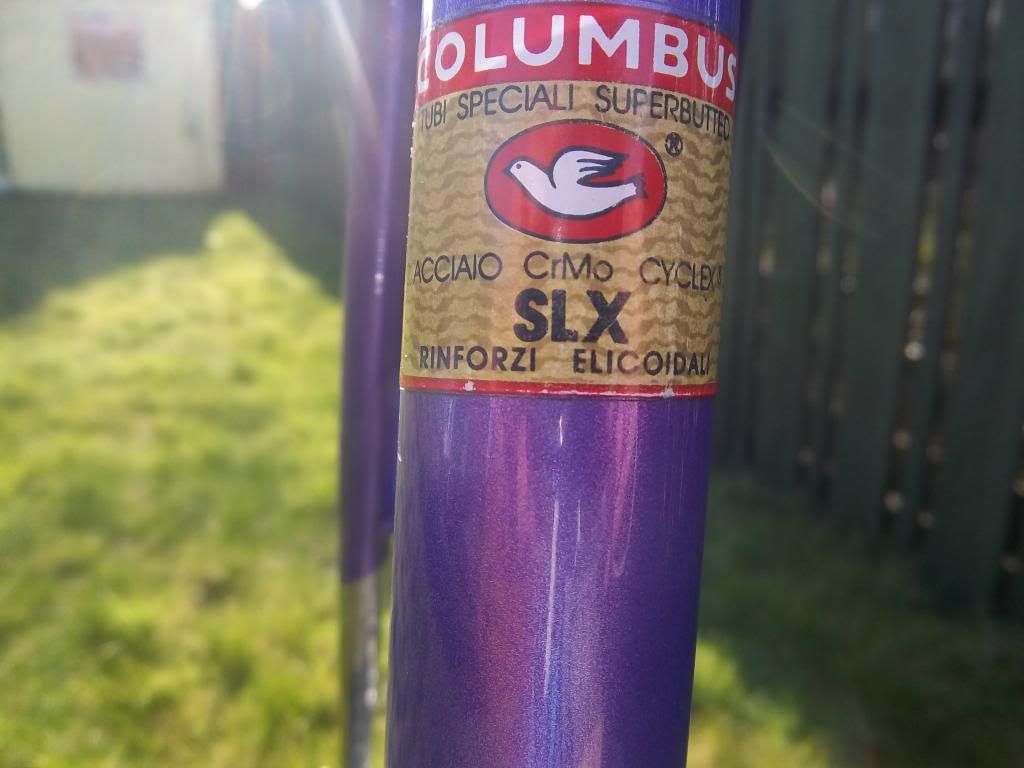 COLUMBUS
TUBI SPECIALI SUPERBUTTED
®
ACCIAIO CrMo CYCLEX
SLX
RINFORZI ELICOIDALI